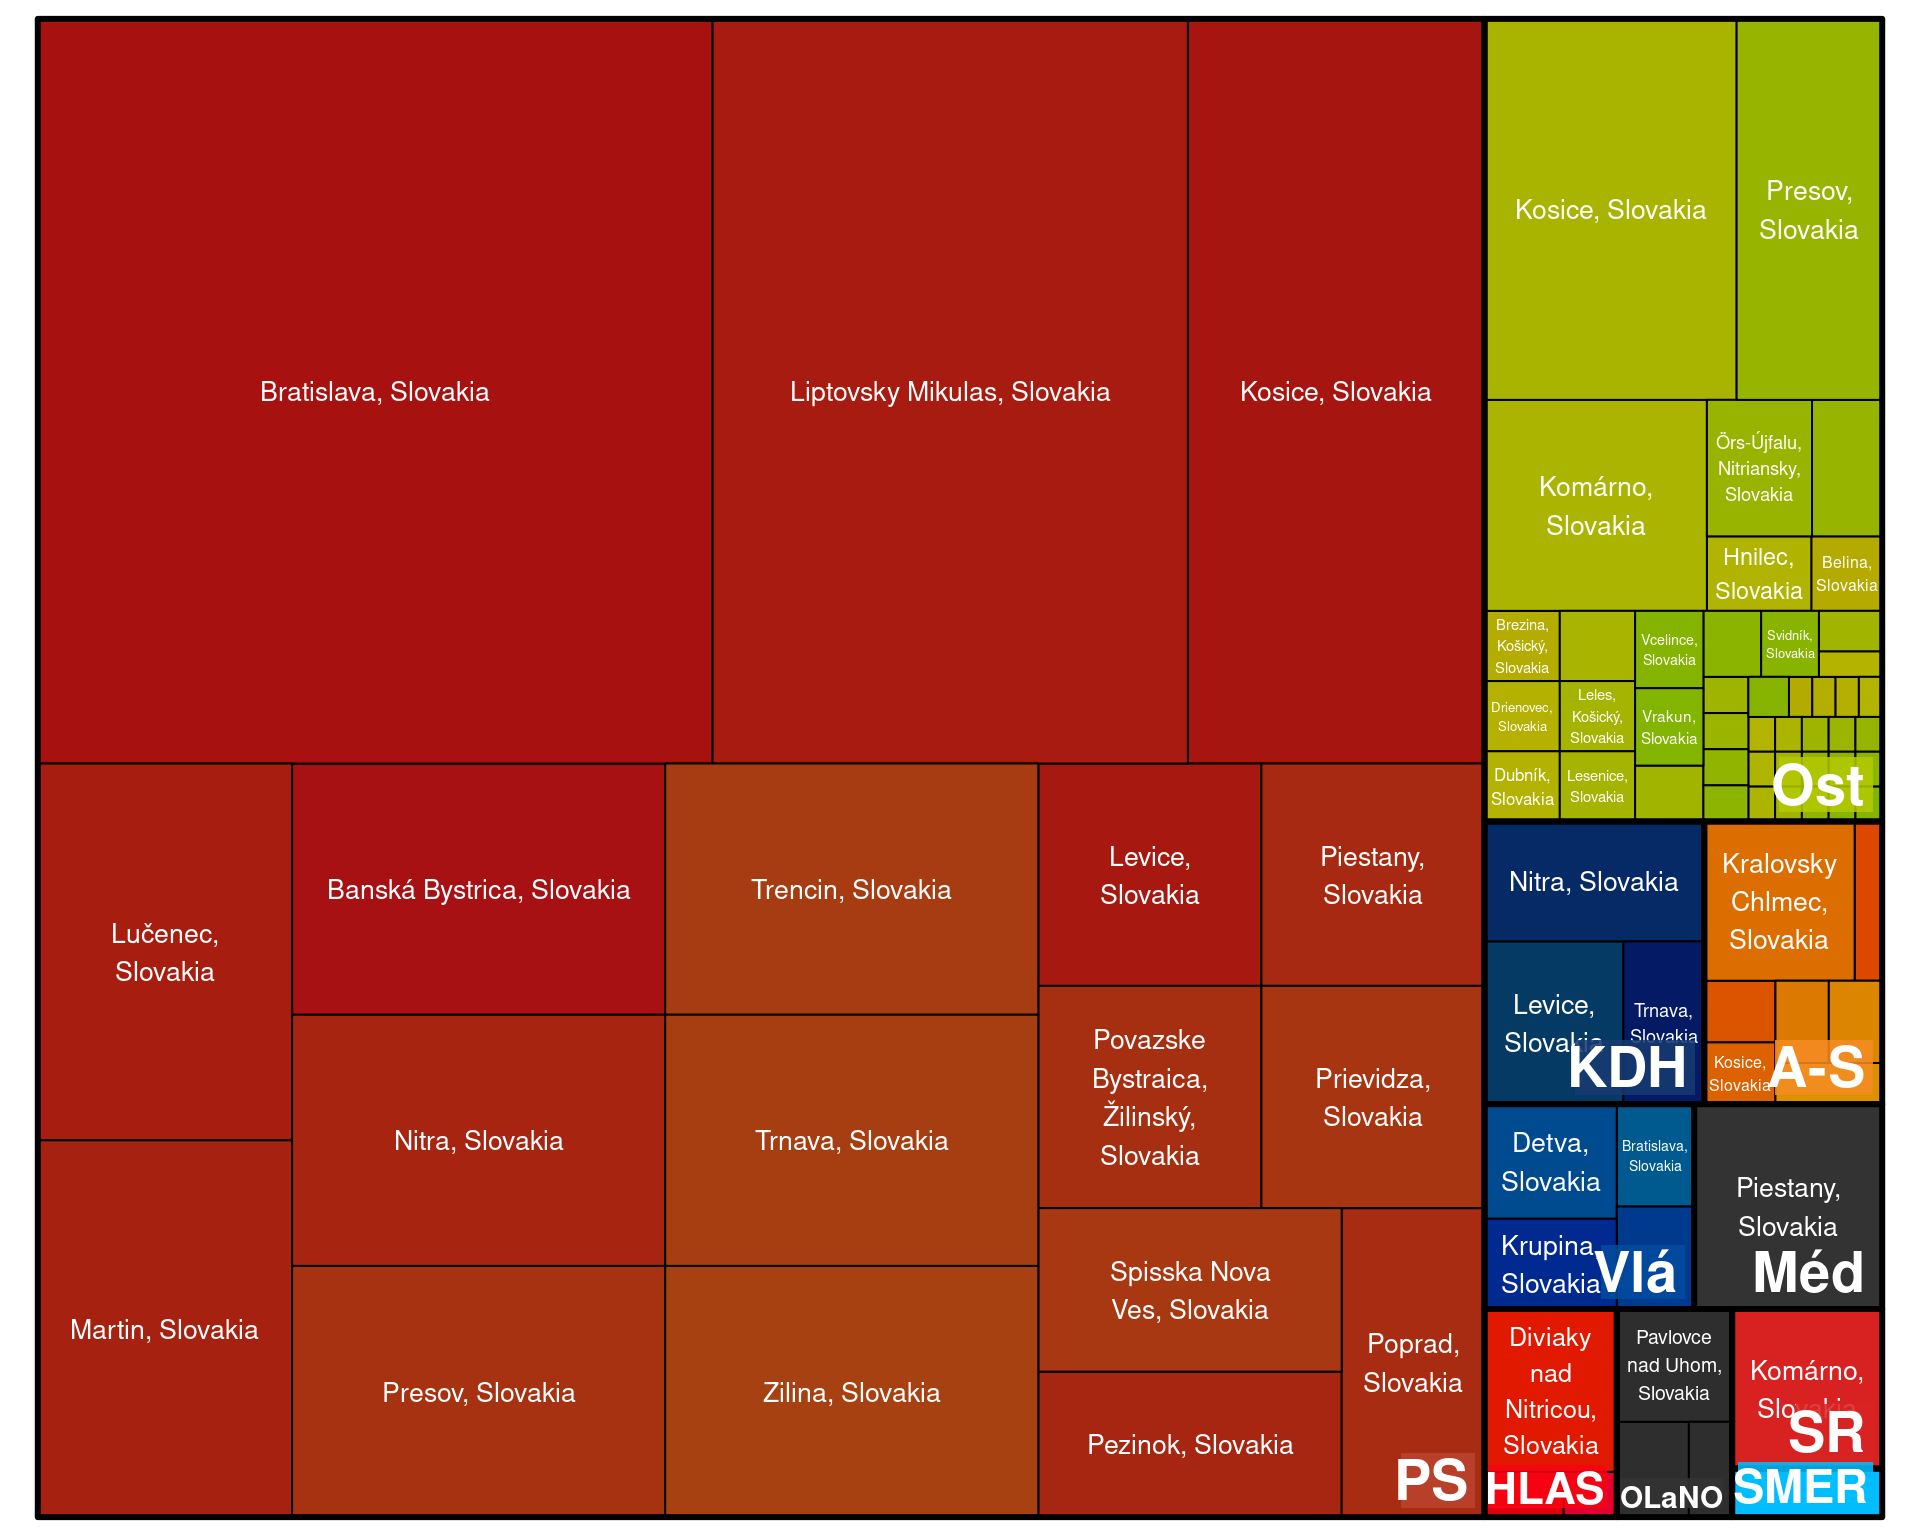 Bratislava, Slovakia
Liptovsky Mikulas, Slovakia
Kosice, Slovakia
Lučenec,
Slovakia
Martin, Slovakia
Banská Bystrica, Slovakia
Nitra, Slovakia
Presov, Slovakia
Trencin, Slovakia
Trnava, Slovakia
Zilina, Slovakia
Levice,
Slovakia
Piestany,
Slovakia
Povazske
Bystraica,
Žilinský,
Slovakia
Prievidza,
Slovakia
Spisska Nova
Ves, Slovakia
Pezinok, Slovakia
Poprad,
Slovakia
PS
Kosice, Slovakia
Presov,
Slovakia
Komárno,
Slovakia
Örs-Újfalu,
Nitriansky,
Slovakia
Hnilec,
Slovakia
Belina,
Slovakia
Brezina,
Košický,
Slovakia
Drienovec,
Slovakia
Dubník,
Slovakia
Leles,
Košický,
Slovakia
Lesenice,
Slovakia
Vcelince,
Slovakia
Vrakun,
Slovakia
Svidník,
Slovakia
Ost
Nitra, Slovakia
Levice,
Slovakia
Trnava,
Slovakia
KDH
Kralovsky
Chlmec,
Slovakia
Kosice,
Slovakia
A-S
Detva,
Slovakia
Bratislava,
Slovakia
Krupina,
Slovakia
Vlá
Piestany,
Slovakia
Méd
Diviaky
nad
Nitricou,
Slovakia
HLAS
Pavlovce
nad Uhom,
Slovakia
OLaNO
Komárno,
Slovakia
SR
SMER